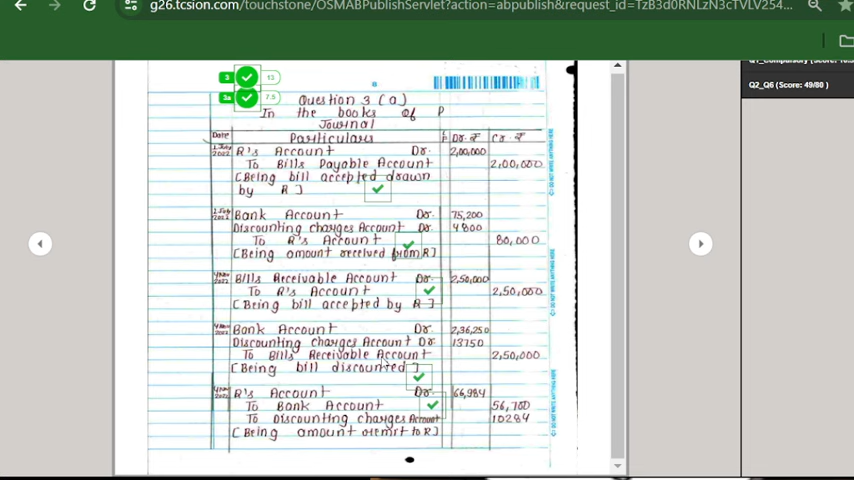 g26.tcsion.com/touchstone/OSMABPublishServlet?action=abpublish&request_id=TzB3d0RNLzN3cTVLV254...
Q2_Q6 (Score: 49/80 )
3 13
3a 7.5
8
Question 3 (a)
In the books of P
Journal
Date Particulars Dr. ₹ Cr. ₹
2022 R's Account Dr. 2,00,000
To Bills Payable Account 2,00,000
[Being bill accepted drawn
by R]
Bank Account Dr. 75,200
Discounting charges Account Dr. 4800
To R's Account 80,000
[Being amount received from R]
Bills Receivable Account Dr. 2,50,000
To R's Account 2,50,000
[Being bill accepted by R]
Bank Account Dr. 2,36,250
Discounting charges Account Dr 13750
To Bills Receivable Account 2,50,000
[Being bill discounted]
R's Account Dr. 66,984
To Bank Account 56,700
To Discounting charges Account 10284
[Being amount remit to R]